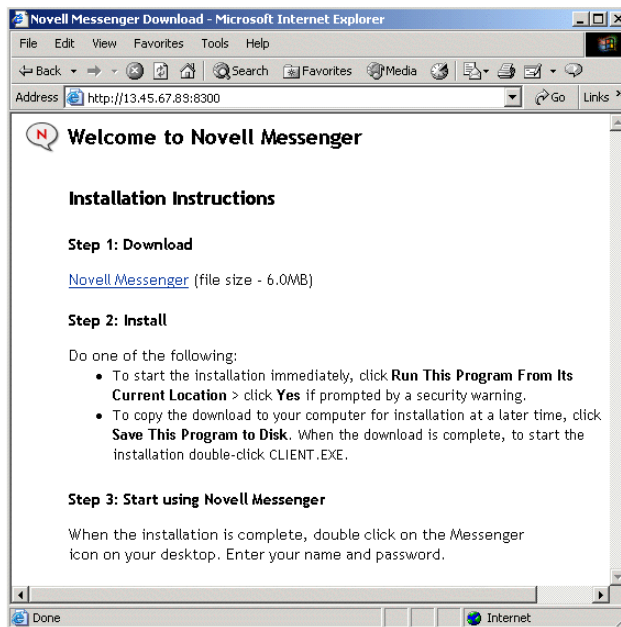 Novell Messenger Download - Microsoft Internet Explorer
File Edit View Favorites Tools Help
Back Search Favorites Media
Address http://13.45.67.89:8300 Go Links »
N Welcome to Novell Messenger
Installation Instructions
Step 1: Download
Novell Messenger (file size - 6.0MB)
Step 2: Install
Do one of the following:
• To start the installation immediately, click Run This Program From Its
Current Location > click Yes if prompted by a security warning.
• To copy the download to your computer for installation at a later time, click
Save This Program to Disk. When the download is complete, to start the
installation double-click CLIENT.EXE.
Step 3: Start using Novell Messenger
When the installation is complete, double click on the Messenger
icon on your desktop. Enter your name and password.
Done Internet